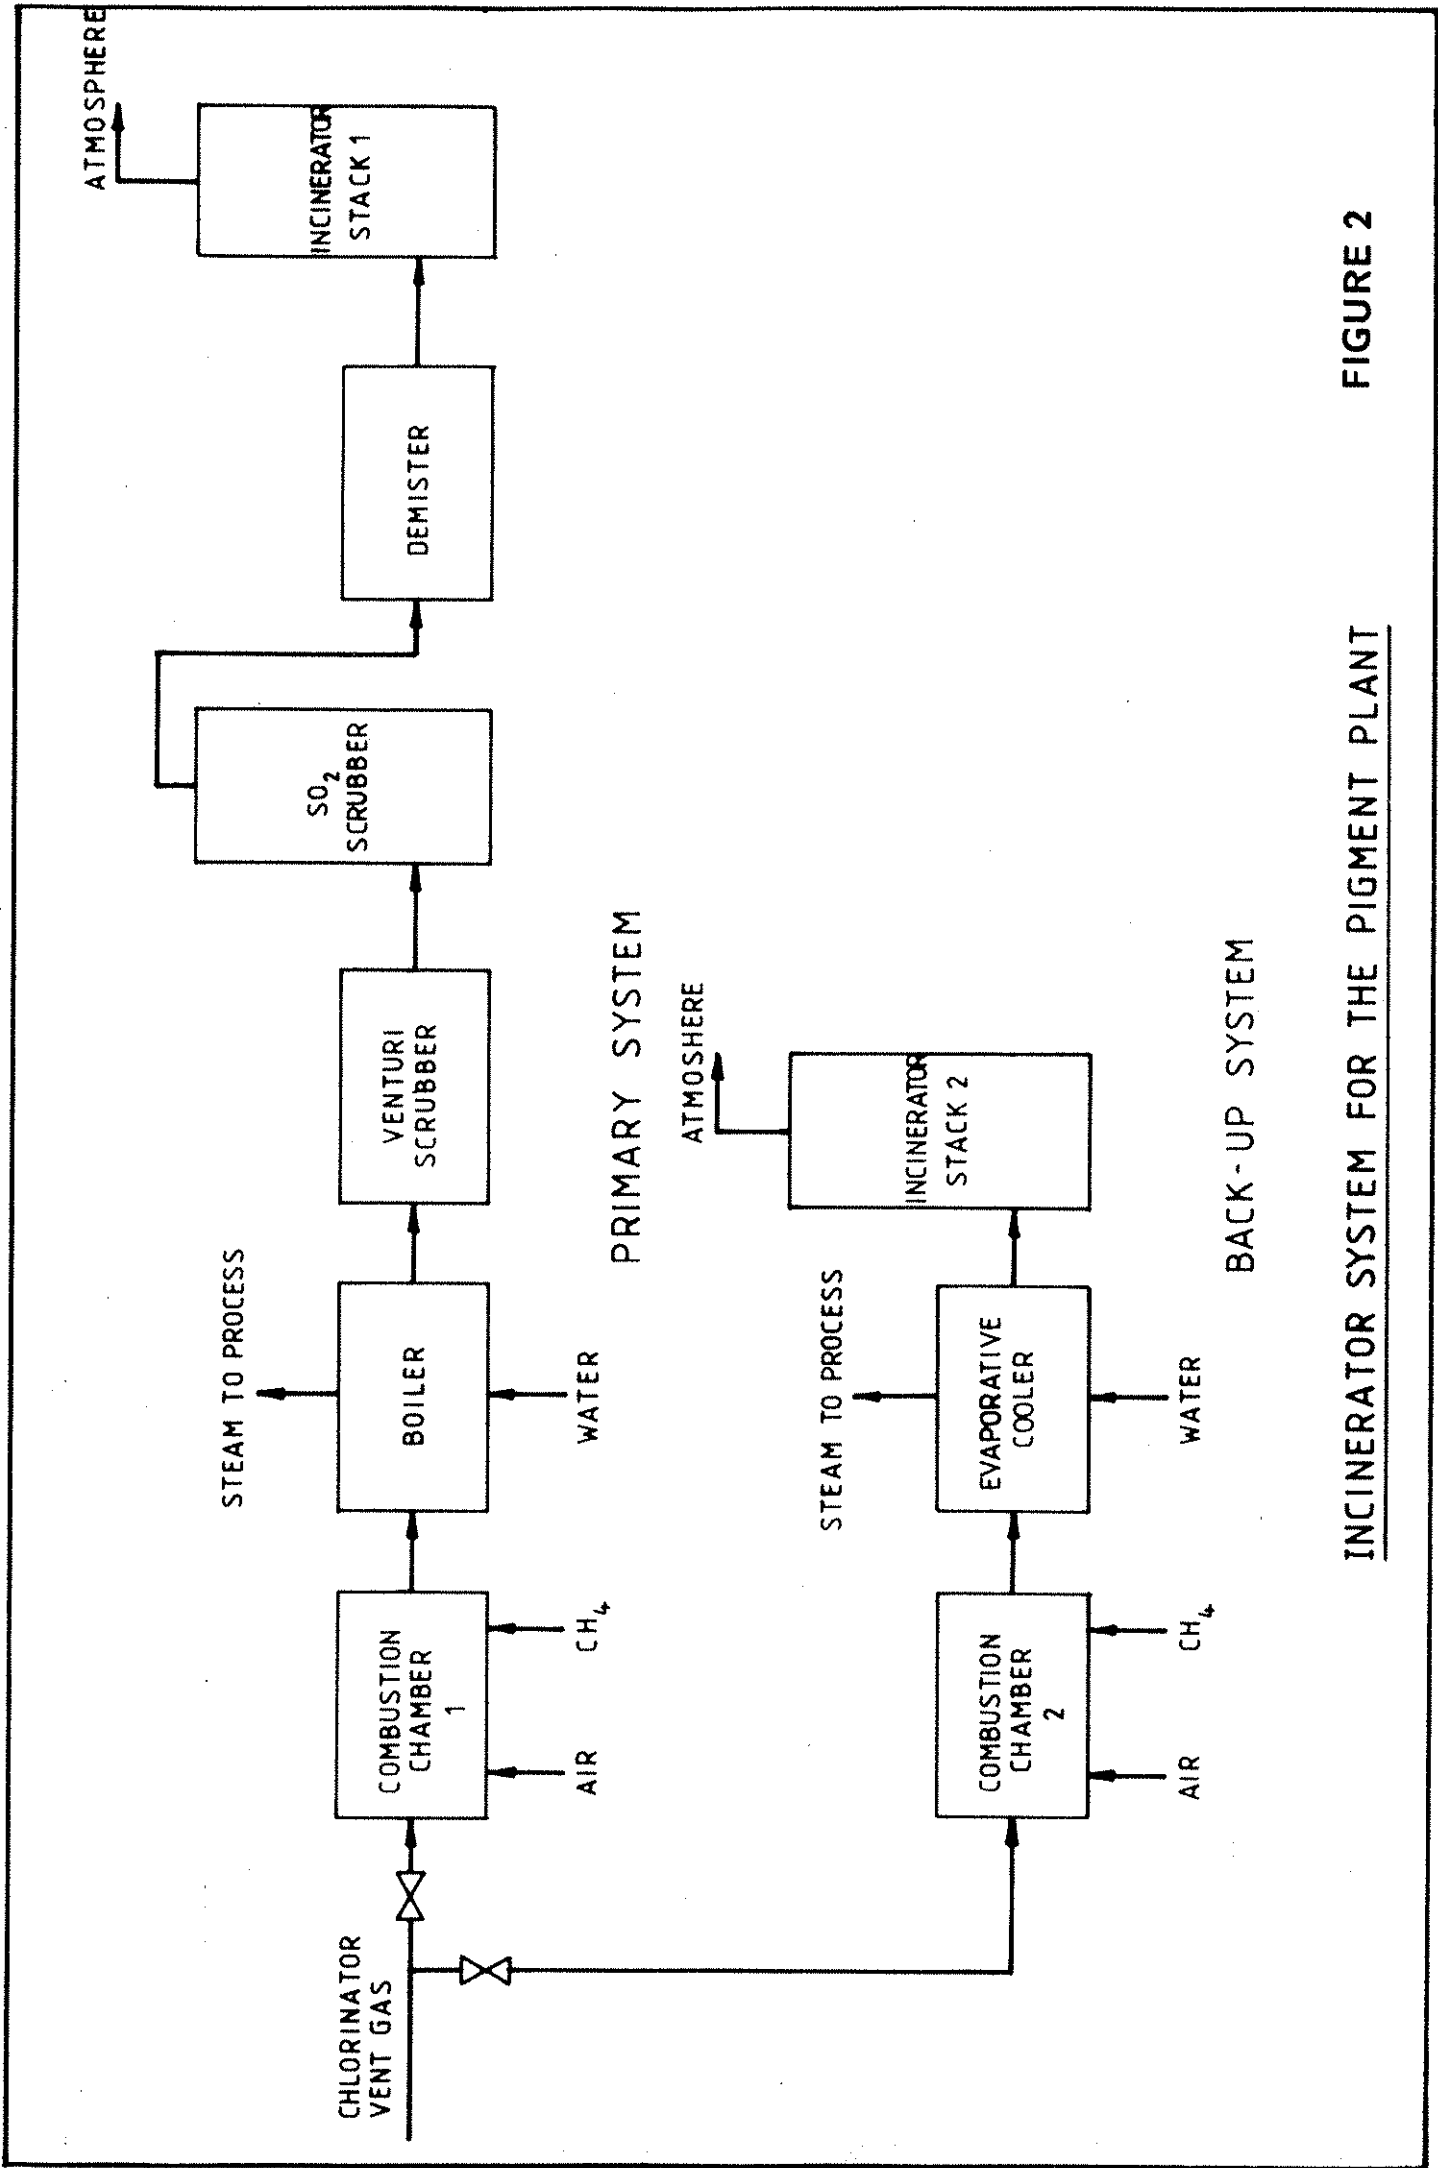 CHLORINATOR
VENT GAS
COMBUSTION
CHAMBER
1
AIR
CH₄
STEAM TO PROCESS
BOILER
WATER
VENTURI
SCRUBBER
SO₂
SCRUBBER
DEMISTER
INCINERATOR
STACK 1
ATMOSPHERE
PRIMARY SYSTEM
COMBUSTION
CHAMBER
2
AIR
CH₄
STEAM TO PROCESS
EVAPORATIVE
COOLER
WATER
INCINERATOR
STACK 2
ATMOSHERE
BACK-UP SYSTEM
INCINERATOR SYSTEM FOR THE PIGMENT PLANT
FIGURE 2